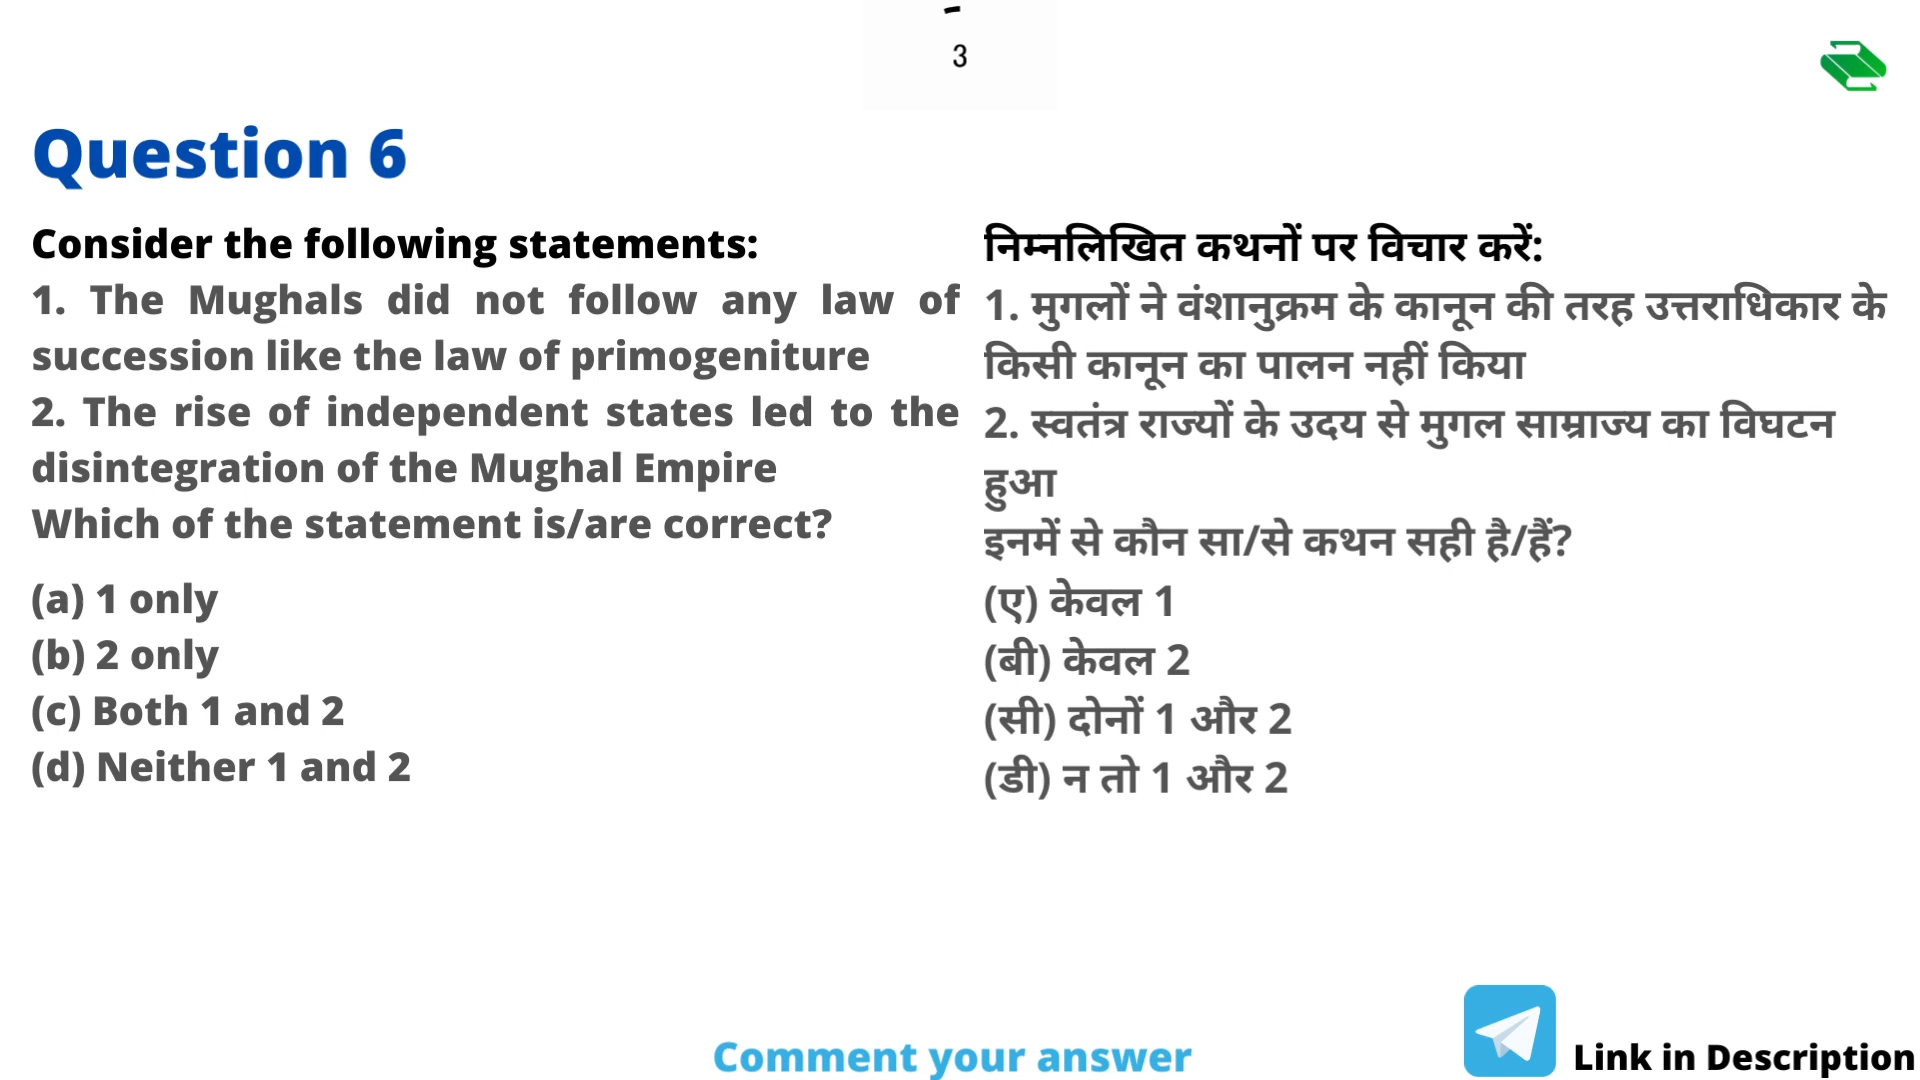 3
Question 6
Consider the following statements:
1. The Mughals did not follow any law of
succession like the law of primogeniture
2. The rise of independent states led to the
disintegration of the Mughal Empire
Which of the statement is/are correct?
(a) 1 only
(b) 2 only
(c) Both 1 and 2
(d) Neither 1 and 2
निम्नलिखित कथनों पर विचार करें:
1. मुगलों ने वंशानुक्रम के कानून की तरह उत्तराधिकार के
किसी कानून का पालन नहीं किया
2. स्वतंत्र राज्यों के उदय से मुगल साम्राज्य का विघटन
हुआ
इनमें से कौन सा/से कथन सही है/हैं?
(ए) केवल 1
(बी) केवल 2
(सी) दोनों 1 और 2
(डी) न तो 1 और 2
Comment your answer
Link in Description